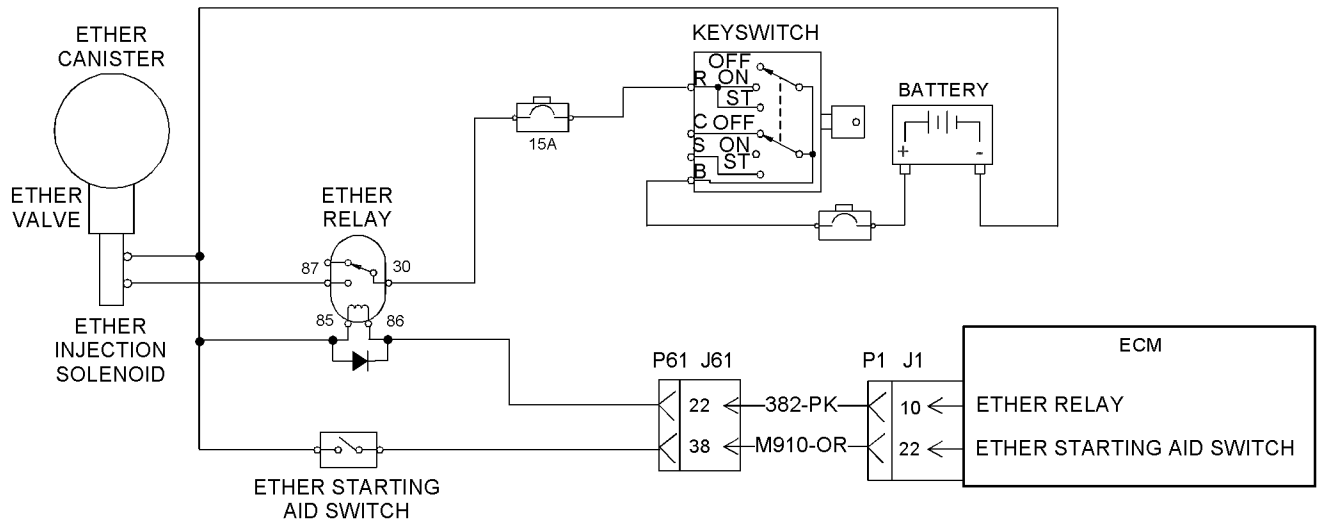 ETHER
CANISTER
KEYSWITCH
OFF
R ON
ST
C OFF
S ON
ST
B
BATTERY
+ -
15A
ETHER
VALVE
ETHER
RELAY
87 30
85 86
ETHER
INJECTION
SOLENOID
ECM
P61 J61
P1 J1
22 382-PK 10 ETHER RELAY
38 M910-OR 22 ETHER STARTING AID SWITCH
ETHER STARTING
AID SWITCH